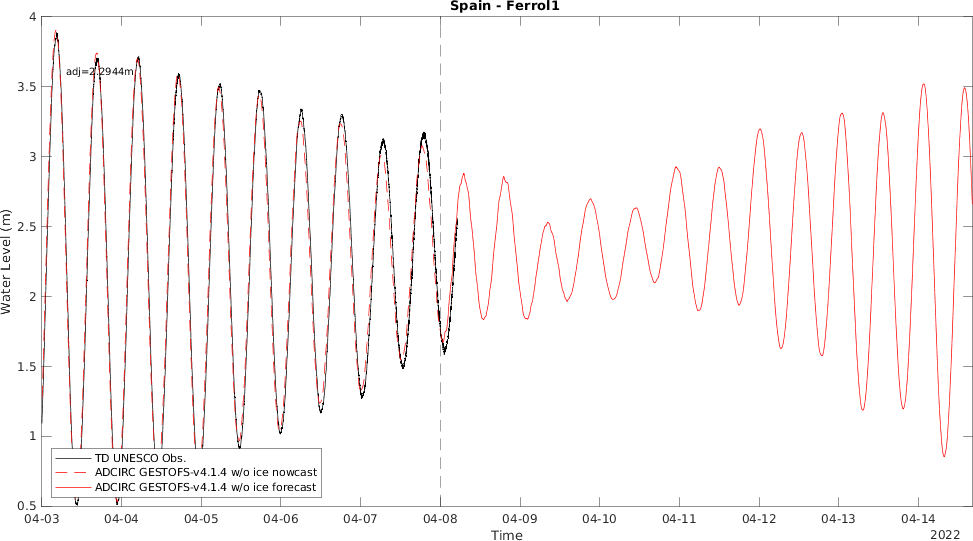 Spain - Ferrol1
4
3.5
3
2.5
2
1.5
1
0.5
Water Level (m)
adj=2.2944m
TD UNESCO Obs.
ADCIRC GESTOFS-v4.1.4 w/o ice nowcast
ADCIRC GESTOFS-v4.1.4 w/o ice forecast
04-03 04-04 04-05 04-06 04-07 04-08 04-09 04-10 04-11 04-12 04-13 04-14
Time
2022